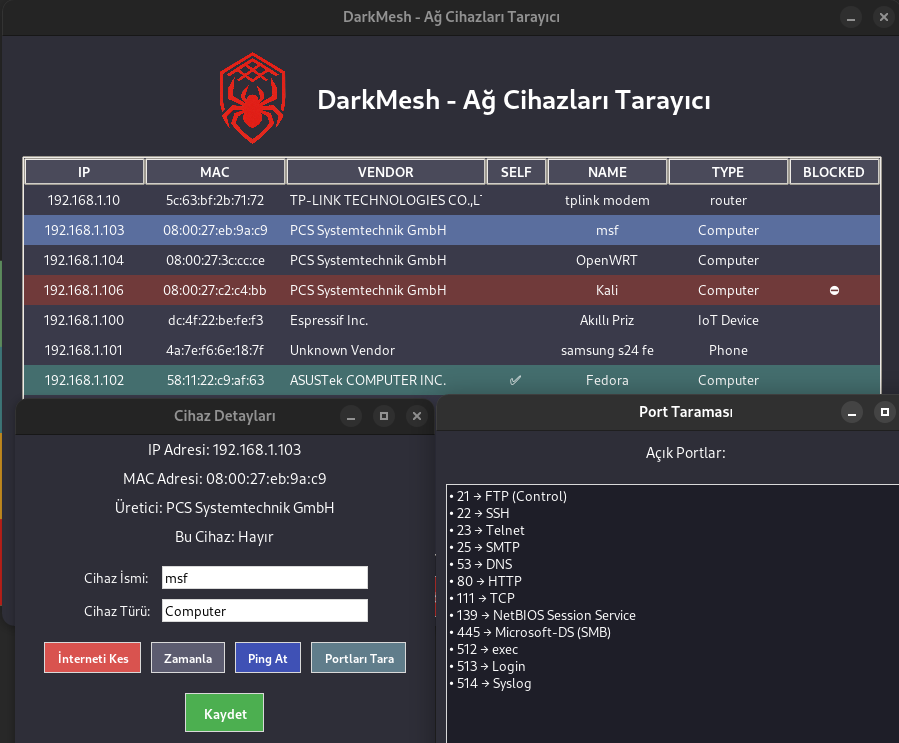 DarkMesh - Ağ Cihazları Tarayıcı
DarkMesh - Ağ Cihazları Tarayıcı
IP MAC VENDOR SELF NAME TYPE BLOCKED
192.168.1.10 5c:63:bf:2b:71:72 TP-LINK TECHNOLOGIES CO.,LT tplink modem router
192.168.1.103 08:00:27:eb:9a:c9 PCS Systemtechnik GmbH msf Computer
192.168.1.104 08:00:27:3c:cc:ce PCS Systemtechnik GmbH OpenWRT Computer
192.168.1.106 08:00:27:c2:c4:bb PCS Systemtechnik GmbH Kali Computer ⛔
192.168.1.100 dc:4f:22:be:fe:f3 Espressif Inc. Akıllı Priz IoT Device
192.168.1.101 4a:7e:f6:6e:18:7f Unknown Vendor samsung s24 fe Phone
192.168.1.102 58:11:22:c9:af:63 ASUSTek COMPUTER INC. ✅ Fedora Computer
Cihaz Detayları
IP Adresi: 192.168.1.103
MAC Adresi: 08:00:27:eb:9a:c9
Üretici: PCS Systemtechnik GmbH
Bu Cihaz: Hayır
Cihaz İsmi: msf
Cihaz Türü: Computer
İnterneti Kes Zamanla Ping At Portları Tara
Kaydet
Port Taraması
Açık Portlar:
• 21 → FTP (Control)
• 22 → SSH
• 23 → Telnet
• 25 → SMTP
• 53 → DNS
• 80 → HTTP
• 111 → TCP
• 139 → NetBIOS Session Service
• 445 → Microsoft-DS (SMB)
• 512 → exec
• 513 → Login
• 514 → Syslog